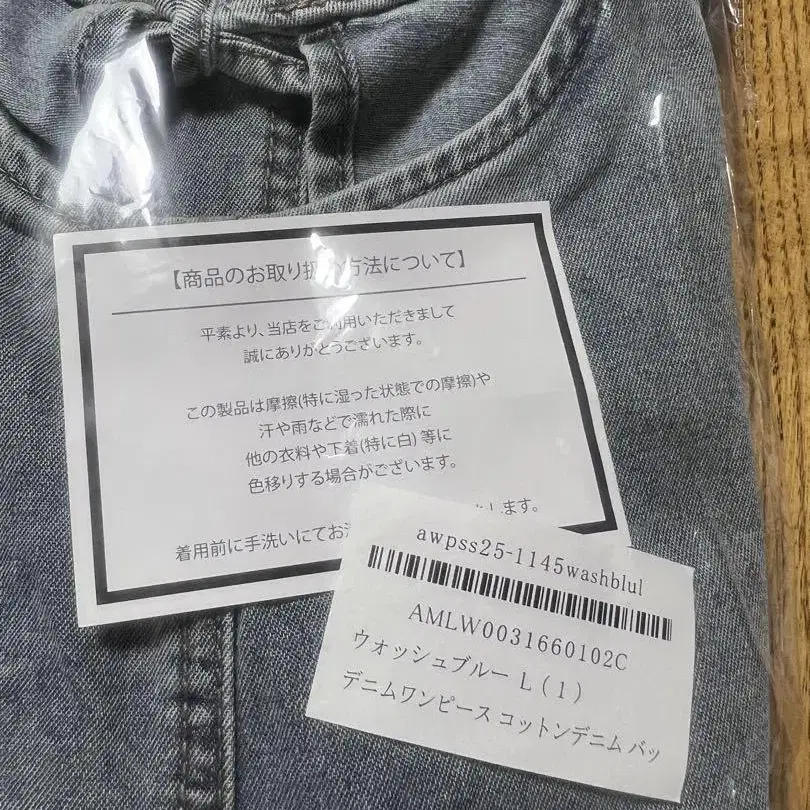 【商品のお取り扱い方法について】
平素より、当店をご利用いただきまして
誠にありがとうございます。
この製品は摩擦(特に湿った状態での摩擦)や
汗や雨などで濡れた際に
他の衣料や下着(特に白) 等に
色移りする場合がございます。
着用前に手洗いにてお
します。
awpss25-1145washblul
AMLW0031660102C
ウォッシュブルー L (1)
デニムワンピース コットンデニム バッ